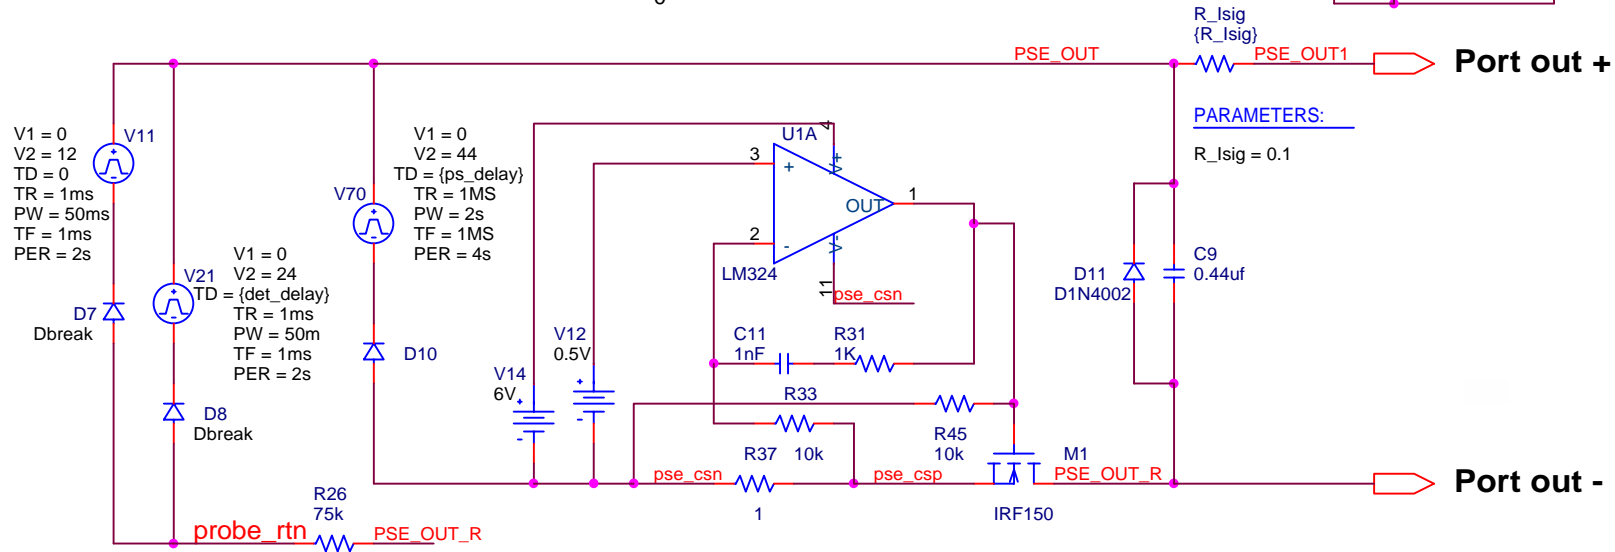 0
R_Isig
{R_Isig}
PSE_OUT
PSE_OUT1
Port out +
PARAMETERS:
R_Isig = 0.1
V1 = 0
V2 = 12
TD = 0
TR = 1ms
PW = 50ms
TF = 1ms
PER = 2s
V11
V1 = 0
V2 = 44
TD = {ps_delay}
TR = 1MS
PW = 2s
TF = 1MS
PER = 4s
V70
U1A
4
3
+
V+
OUT
1
2
-
V-
LM324
11
pse_csn
V1 = 0
V2 = 24
TD = {det_delay}
TR = 1ms
PW = 50m
TF = 1ms
PER = 2s
V21
D7
Dbreak
D10
D8
Dbreak
V14
6V
V12
0.5V
C11
1nF
R31
1K
R33
10k
R45
10k
R37
1
pse_csn
pse_csp
M1
IRF150
PSE_OUT_R
D11
D1N4002
C9
0.44uf
Port out -
R26
75k
probe_rtn
PSE_OUT_R